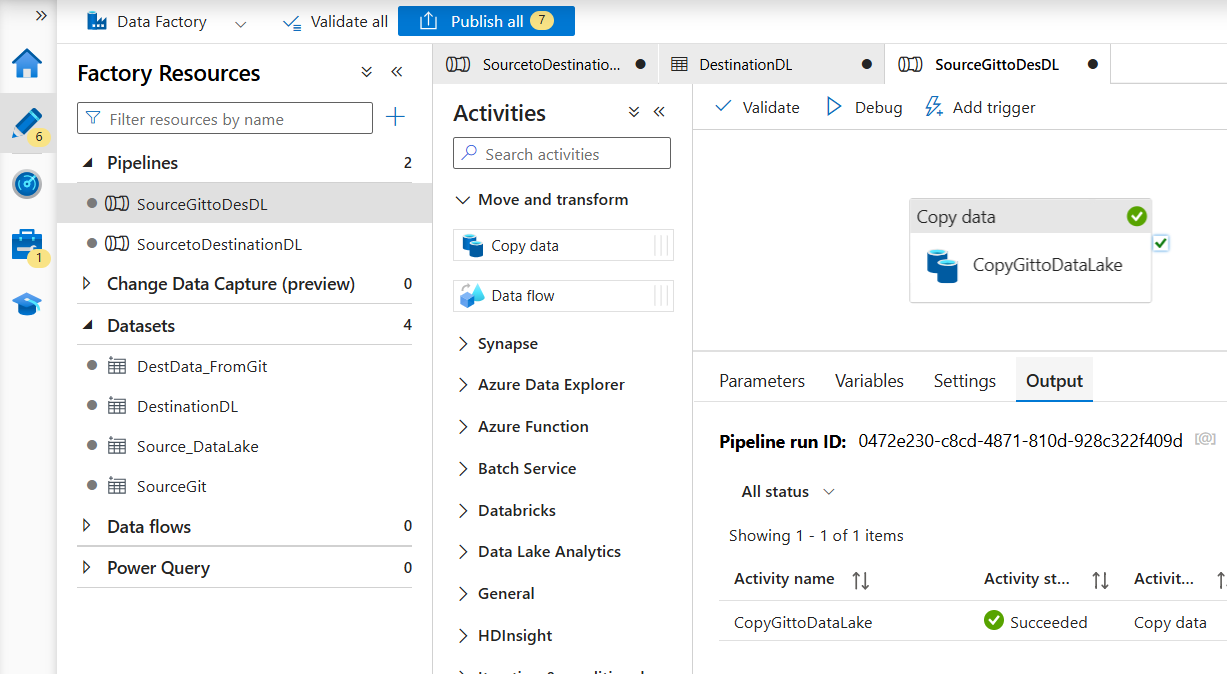 Data Factory
Validate all
Publish all 7
6
1
Factory Resources
Filter resources by name
Pipelines 2
SourceGittoDesDL
SourcetoDestinationDL
Change Data Capture (preview) 0
Datasets 4
DestData_FromGit
DestinationDL
Source_DataLake
SourceGit
Data flows 0
Power Query 0
SourcetoDestinatio...
DestinationDL
SourceGittoDesDL
Activities
Search activities
Move and transform
Copy data
Data flow
Synapse
Azure Data Explorer
Azure Function
Batch Service
Databricks
Data Lake Analytics
General
HDInsight
Validate
Debug
Add trigger
Copy data
CopyGittoDataLake
Parameters
Variables
Settings
Output
Pipeline run ID: 0472e230-c8cd-4871-810d-928c322f409d [@]
All status
Showing 1 - 1 of 1 items
Activity name
Activity st...
Activit...
CopyGittoDataLake
Succeeded
Copy data